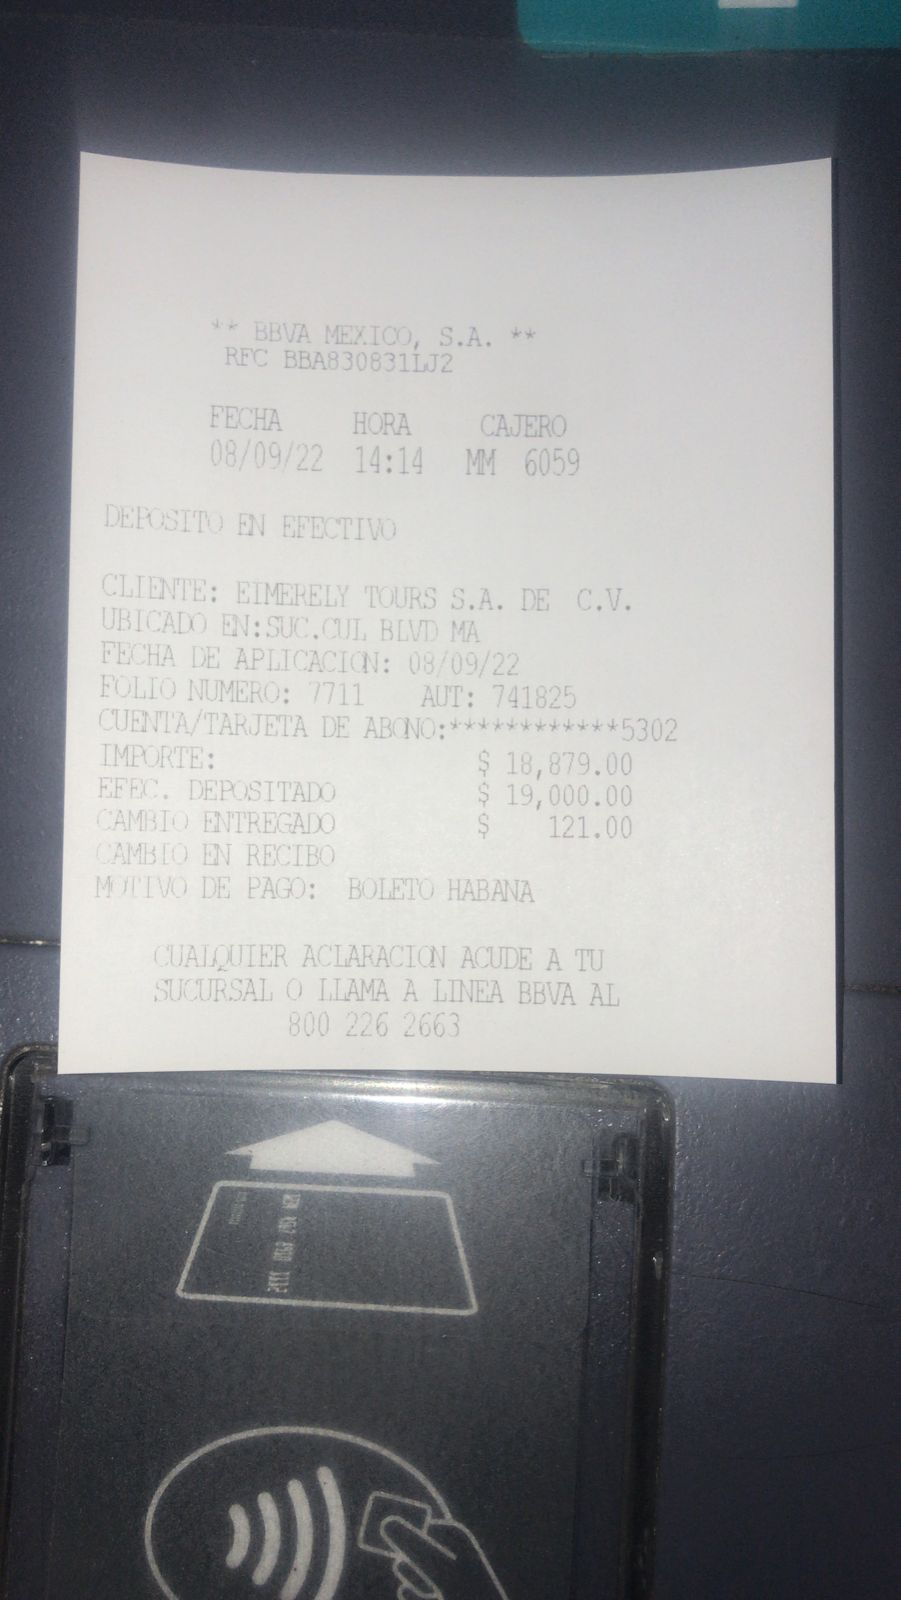 ** BBVA MEXICO, S.A. **
RFC BBA830831LJ2
FECHA HORA CAJERO
08/09/22 14:14 MM 6059
DEPOSITO EN EFECTIVO
CLIENTE: EIMERELY TOURS S.A. DE C.V.
UBICADO EN:SUC.CUL BLVD MA
FECHA DE APLICACION: 08/09/22
FOLIO NUMERO: 7711 AUT: 741825
CUENTA/TARJETA DE ABONO:************5302
IMPORTE: $ 18,879.00
EFEC. DEPOSITADO $ 19,000.00
CAMBIO ENTREGADO $ 121.00
CAMBIO EN RECIBO
MOTIVO DE PAGO: BOLETO HABANA
CUALQUIER ACLARACION ACUDE A TU
SUCURSAL O LLAMA A LINEA BBVA AL
800 226 2663